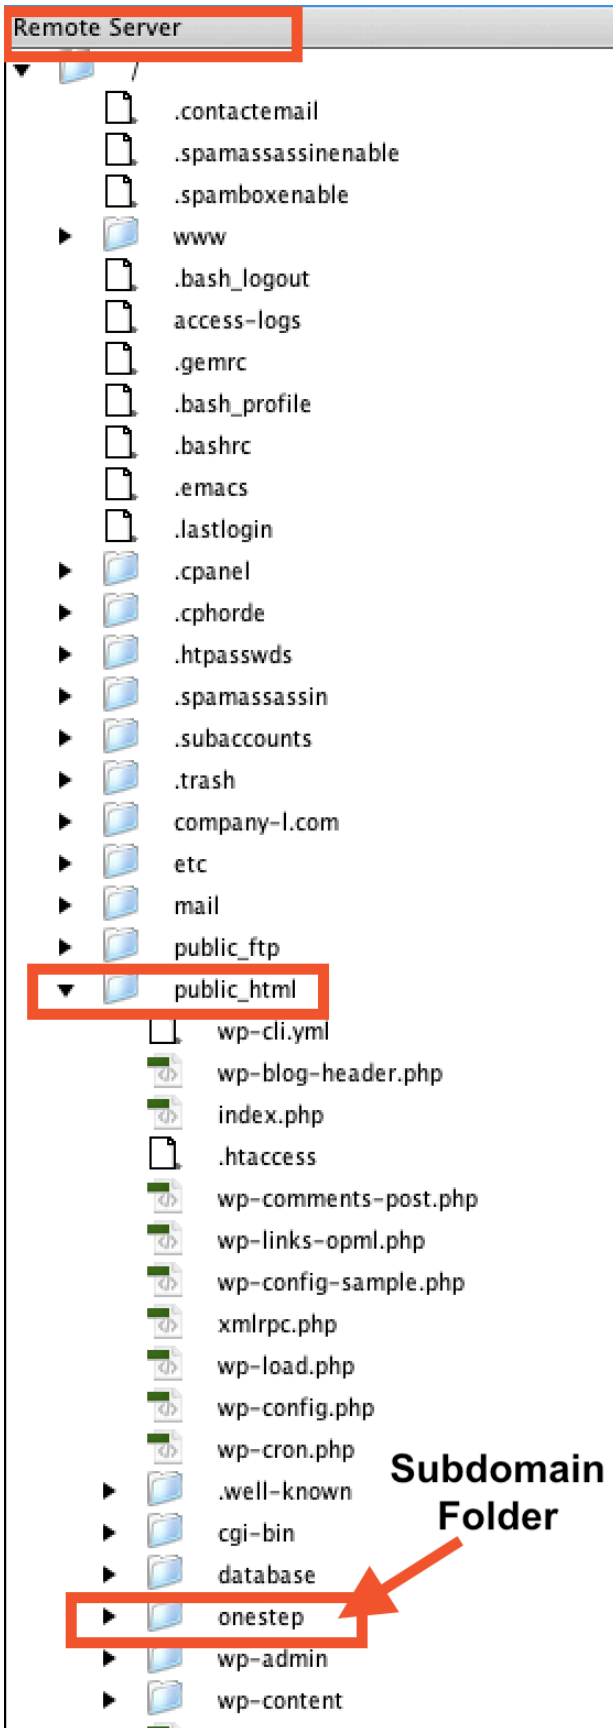 Remote Server
/
.contactemail
.spamassassinenable
.spamboxenable
www
.bash_logout
access-logs
.gemrc
.bash_profile
.bashrc
.emacs
.lastlogin
.cpanel
.cphorde
.htpasswds
.spamassassin
.subaccounts
.trash
company-l.com
etc
mail
public_ftp
public_html
wp-cli.yml
wp-blog-header.php
index.php
.htaccess
wp-comments-post.php
wp-links-opml.php
wp-config-sample.php
xmlrpc.php
wp-load.php
wp-config.php
wp-cron.php
Subdomain
Folder
.well-known
cgi-bin
database
onestep
wp-admin
wp-content